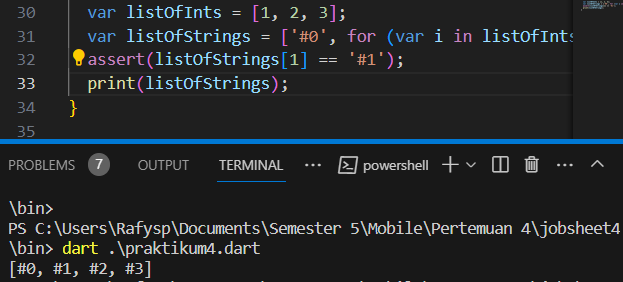 30 var listOfInts = [1, 2, 3];
31 var listOfStrings = ['#0', for (var i in listOfInts
32 assert(listOfStrings[1] == '#1');
33 print(listOfStrings);
34 }
35
PROBLEMS 7 OUTPUT TERMINAL ··· powershell ···
\bin>
PS C:\Users\Rafysp\Documents\Semester 5\Mobile\Pertemuan 4\jobsheet4
\bin> dart .\praktikum4.dart
[#0, #1, #2, #3]